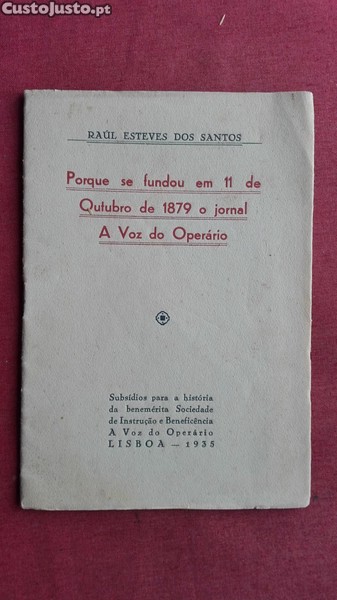 CustoJusto.pt
RAÚL ESTEVES DOS SANTOS
Porque se fundou em 11 de
Outubro de 1879 o jornal
A Voz do Operário
Subsídios para a história
da benemérita Sociedade
de Instrução e Beneficência
A Voz do Operário
LISBOA — 1935